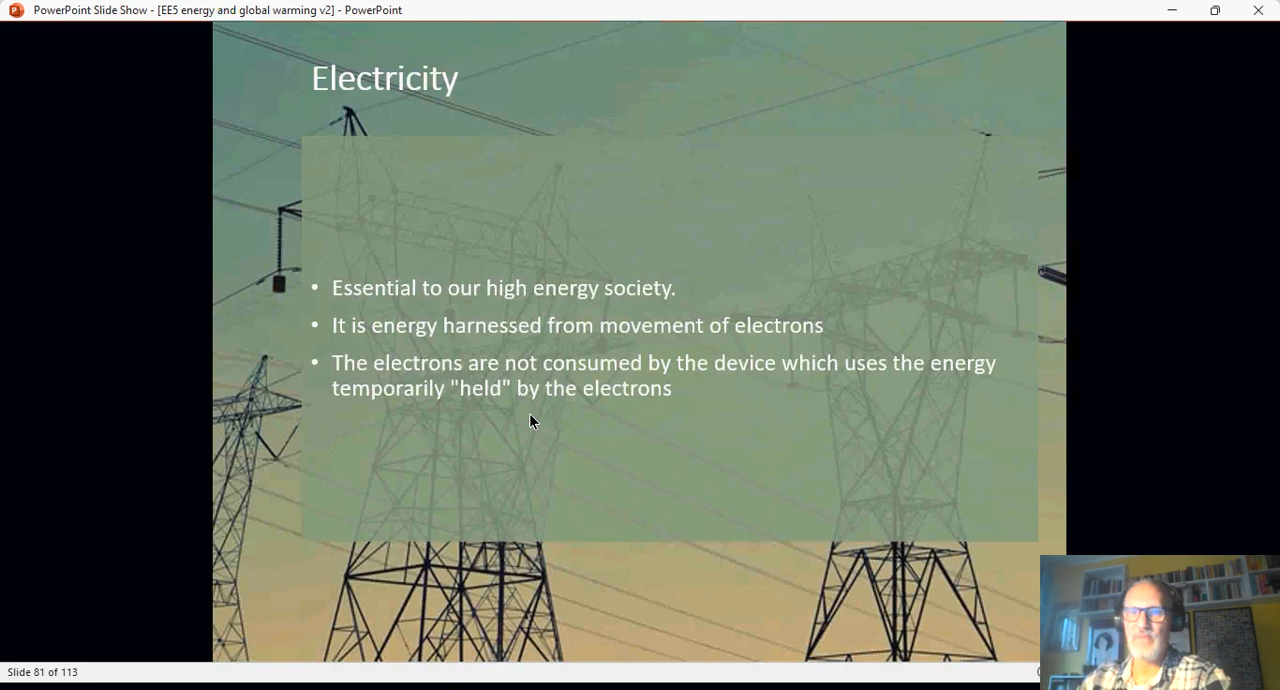 PowerPoint Slide Show - [EE5 energy and global warming v2] - PowerPoint
Electricity
• Essential to our high energy society.
• It is energy harnessed from movement of electrons
• The electrons are not consumed by the device which uses the energy
temporarily "held" by the electrons
Slide 81 of 113